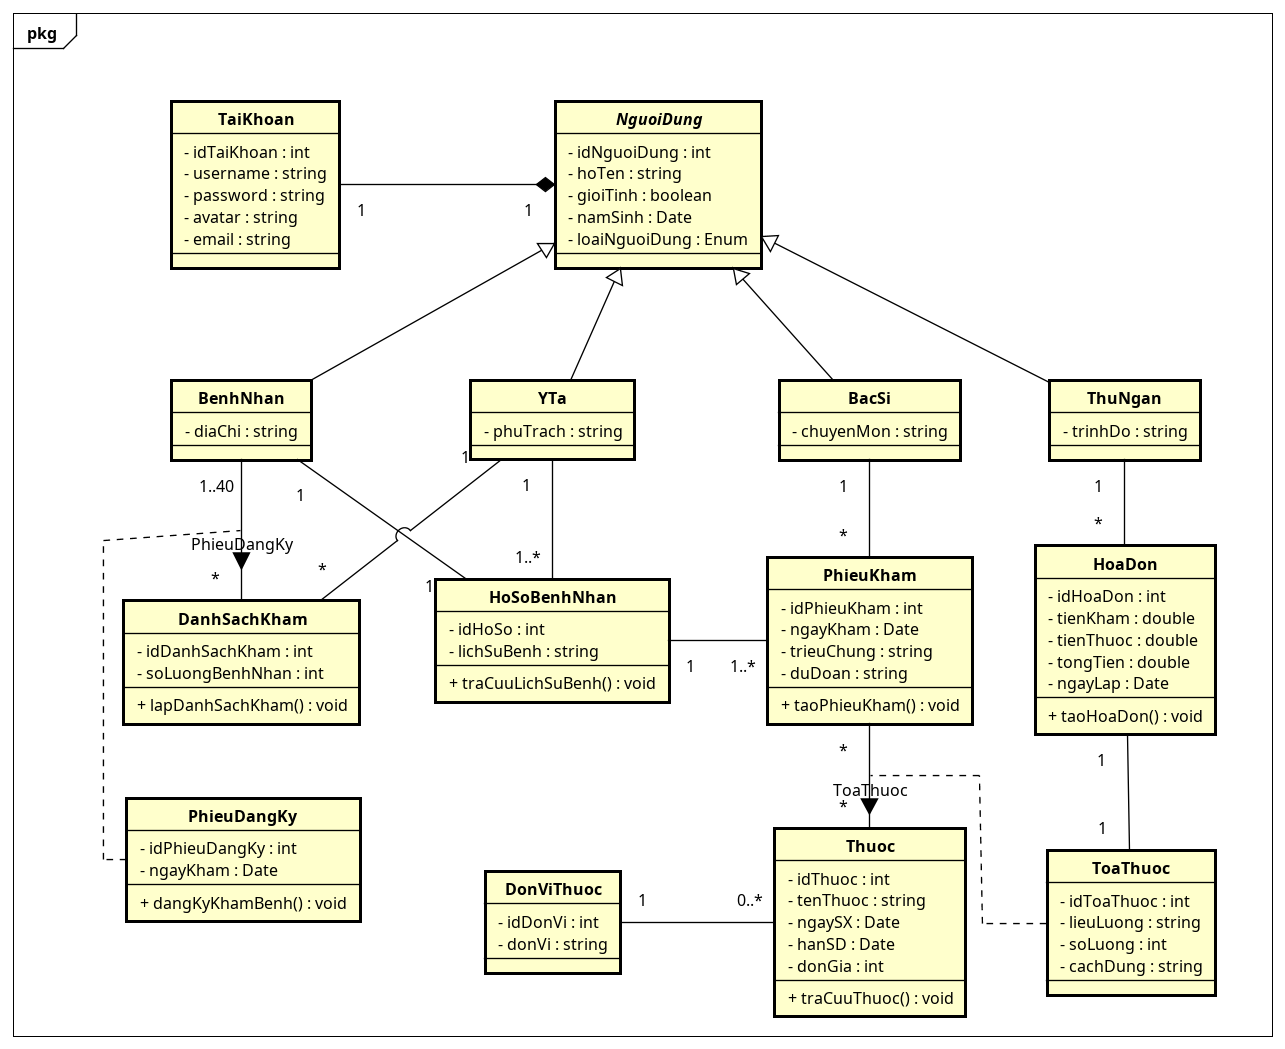 pkg
TaiKhoan
- idTaiKhoan : int
- username : string
- password : string
- avatar : string
- email : string
1
1
NguoiDung
- idNguoiDung : int
- hoTen : string
- gioiTinh : boolean
- namSinh : Date
- loaiNguoiDung : Enum
BenhNhan
- diaChi : string
YTa
- phuTrach : string
BacSi
- chuyenMon : string
ThuNgan
- trinhDo : string
1..40
1
1
1
1
1
PhieuDangKy
*
*
1
1..*
*
*
DanhSachKham
- idDanhSachKham : int
- soLuongBenhNhan : int
+ lapDanhSachKham() : void
HoSoBenhNhan
- idHoSo : int
- lichSuBenh : string
+ traCuuLichSuBenh() : void
1
1..*
PhieuKham
- idPhieuKham : int
- ngayKham : Date
- trieuChung : string
- duDoan : string
+ taoPhieuKham() : void
HoaDon
- idHoaDon : int
- tienKham : double
- tienThuoc : double
- tongTien : double
- ngayLap : Date
+ taoHoaDon() : void
*
ToaThuoc
*
1
1
PhieuDangKy
- idPhieuDangKy : int
- ngayKham : Date
+ dangKyKhamBenh() : void
DonViThuoc
- idDonVi : int
- donVi : string
1
0..*
Thuoc
- idThuoc : int
- tenThuoc : string
- ngaySX : Date
- hanSD : Date
- donGia : int
+ traCuuThuoc() : void
ToaThuoc
- idToaThuoc : int
- lieuLuong : string
- soLuong : int
- cachDung : string